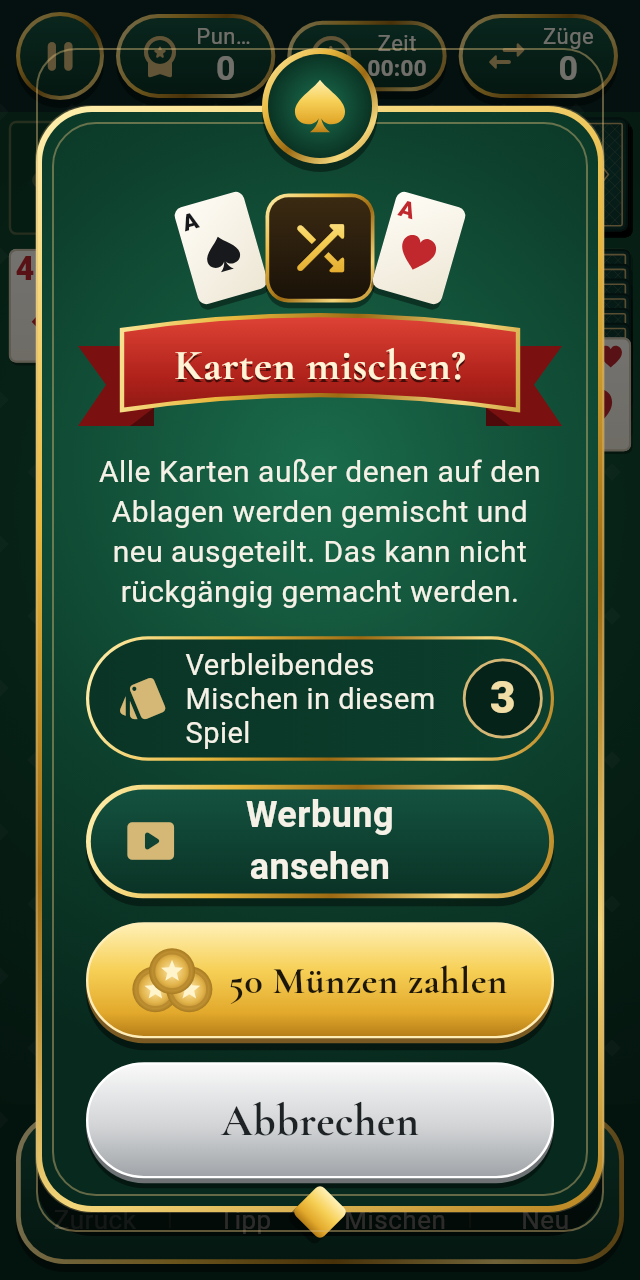 Pun...
0
Zeit
00:00
Züge
0
4
A
A
Karten mischen?
Alle Karten außer denen auf den
Ablagen werden gemischt und
neu ausgeteilt. Das kann nicht
rückgängig gemacht werden.
Verbleibendes
Mischen in diesem
Spiel
3
Werbung
ansehen
50 Münzen zahlen
Abbrechen
Zurück
Tipp
Mischen
Neu